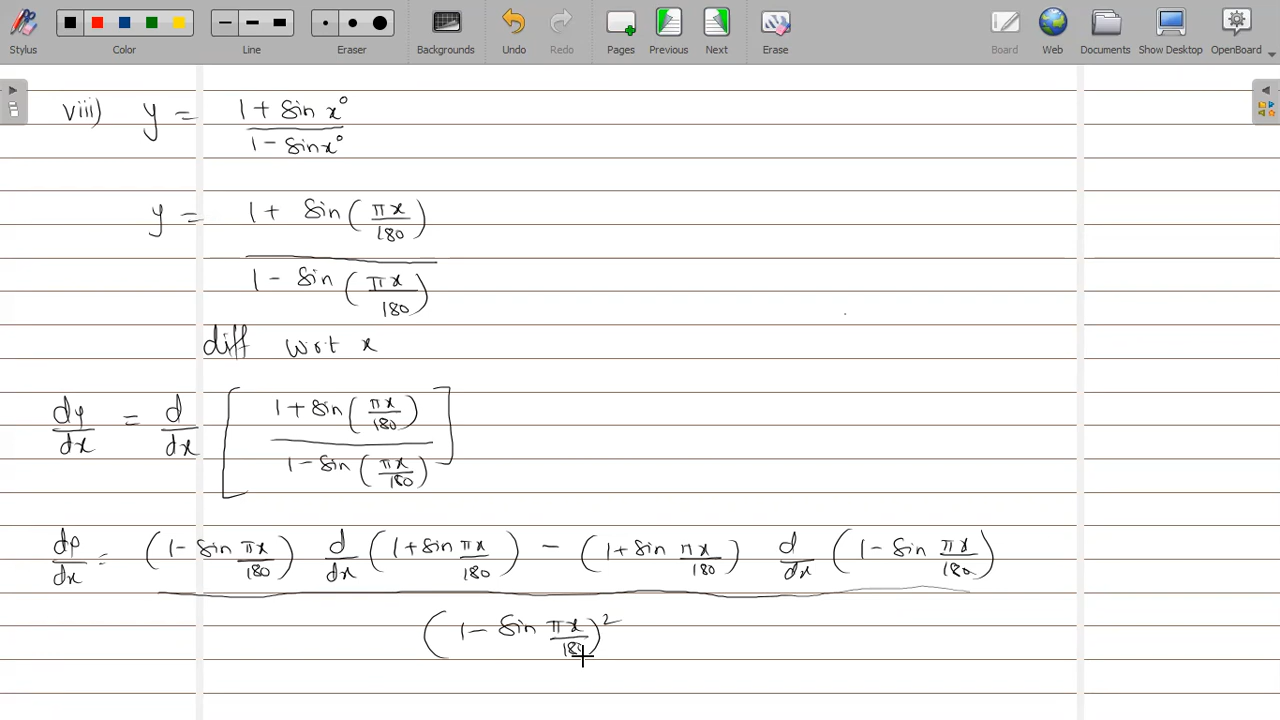 Stylus Color Line Eraser Backgrounds Undo Redo Pages Previous Next Erase Board Web Documents Show Desktop OpenBoard
viii) y = (1 + sin x°)/(1 - sin x°)
y = (1 + sin (πx/180))/(1 - sin (πx/180))
diff wrt x
dy/dx = d/dx [(1 + sin (πx/180))/(1 - sin (πx/180))]
dy/dx = ((1 - sin πx/180) d/dx (1 + sin πx/180) - (1 + sin πx/180) d/dx (1 - sin πx/180))/(1 - sin πx/180)²